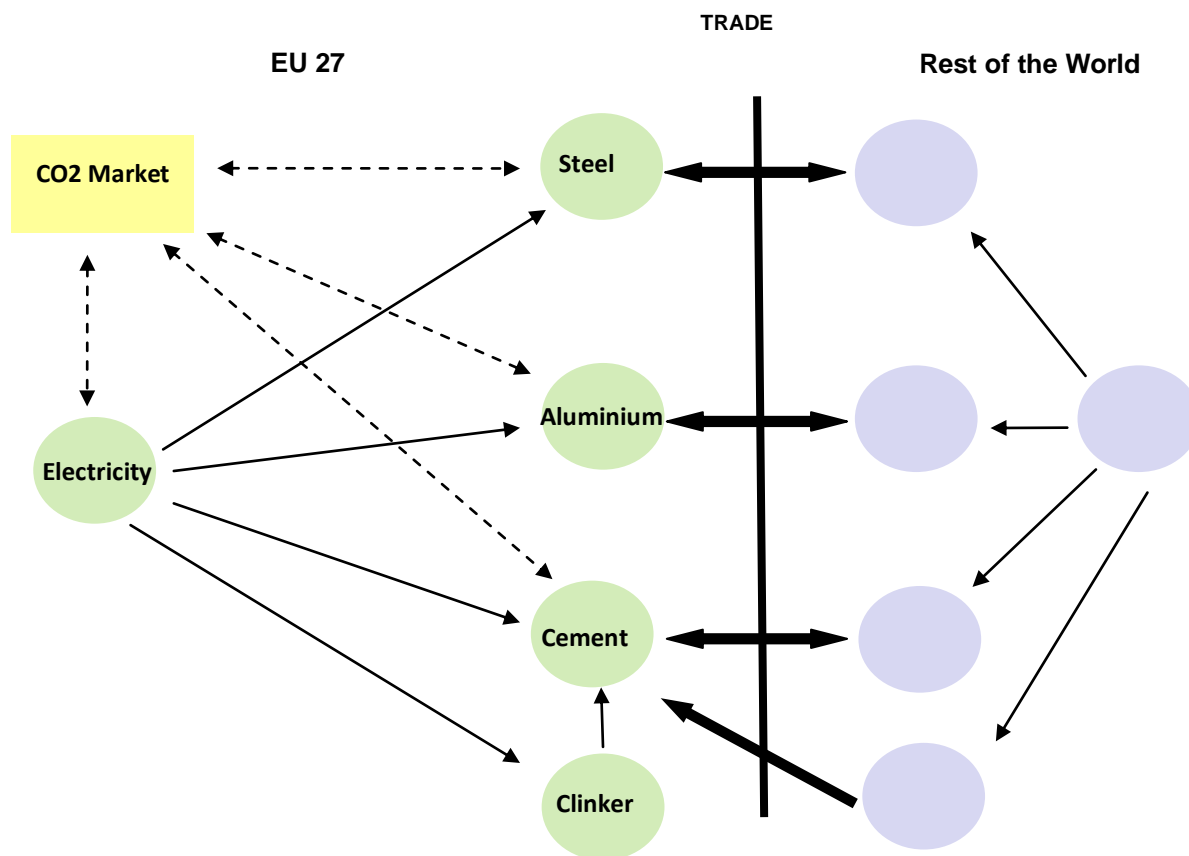 TRADE
EU 27
Rest of the World
CO2 Market
Steel
Aluminium
Electricity
Cement
Clinker